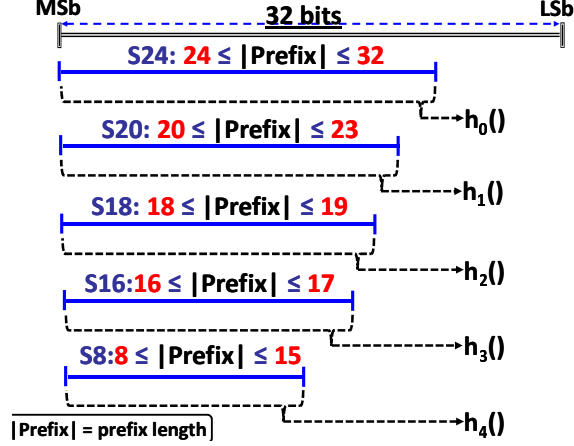 MSb 32 bits LSb
S24: 24 ≤ |Prefix| ≤ 32
h₀()
S20: 20 ≤ |Prefix| ≤ 23
h₁()
S18: 18 ≤ |Prefix| ≤ 19
h₂()
S16:16 ≤ |Prefix| ≤ 17
h₃()
S8:8 ≤ |Prefix| ≤ 15
h₄()
|Prefix| = prefix length